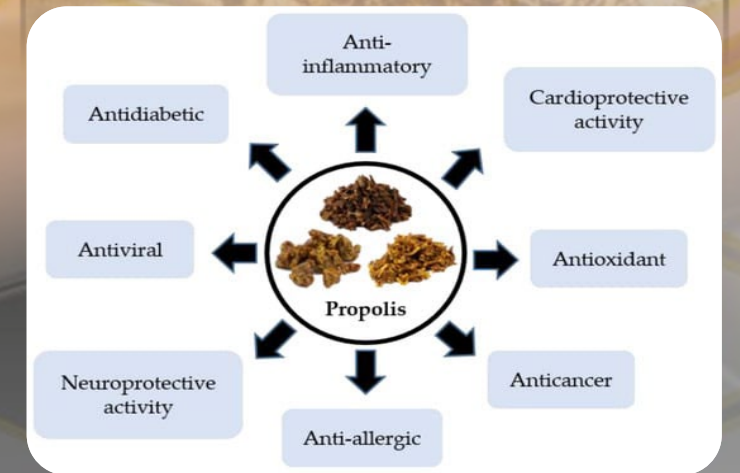 Anti-
inflammatory
Cardioprotective
activity
Antidiabetic
Antiviral
Antioxidant
Propolis
Neuroprotective
activity
Anticancer
Anti-allergic